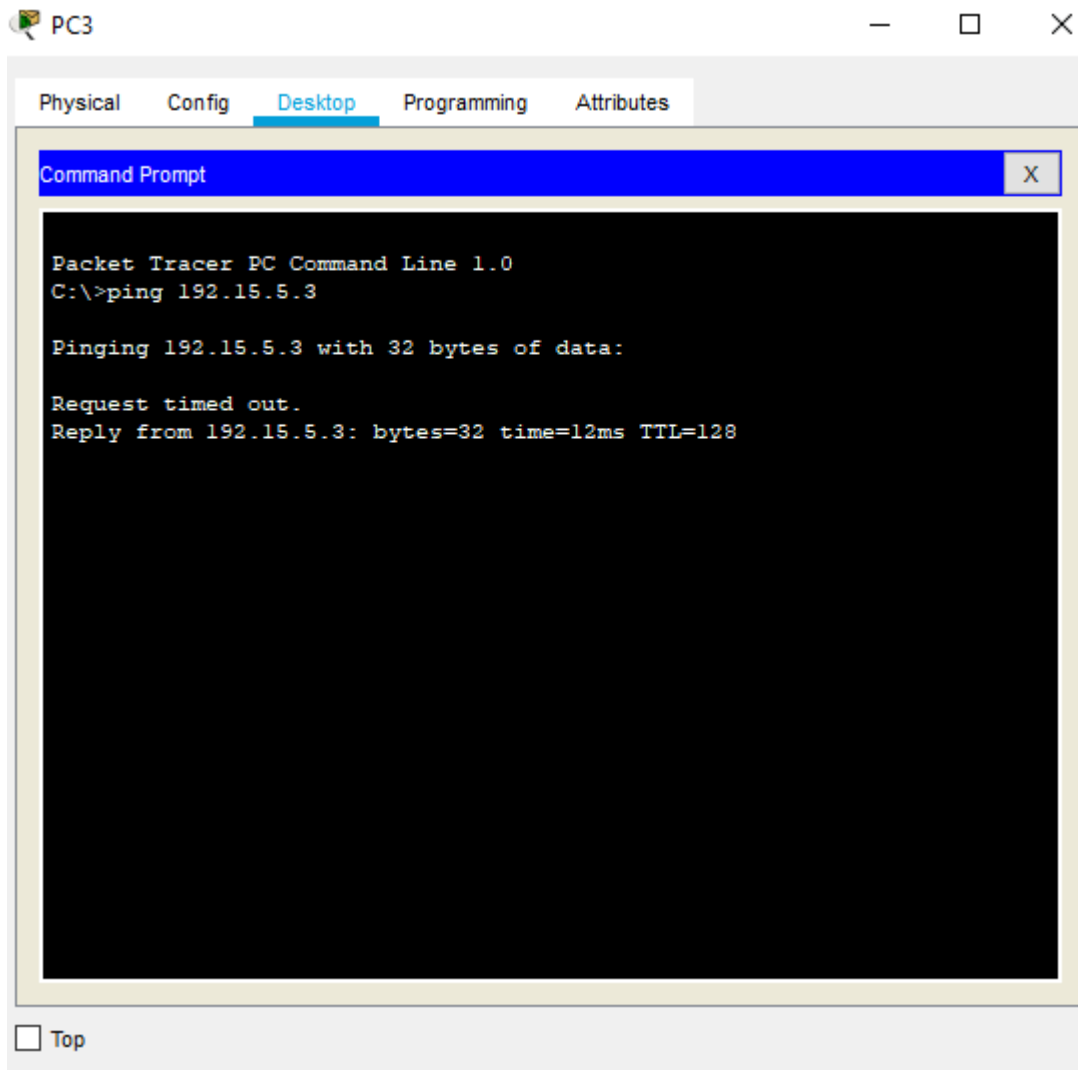 PC3
Physical Config Desktop Programming Attributes
Command Prompt
X
Packet Tracer PC Command Line 1.0
C:\>ping 192.15.5.3
Pinging 192.15.5.3 with 32 bytes of data:
Request timed out.
Reply from 192.15.5.3: bytes=32 time=12ms TTL=128
Top